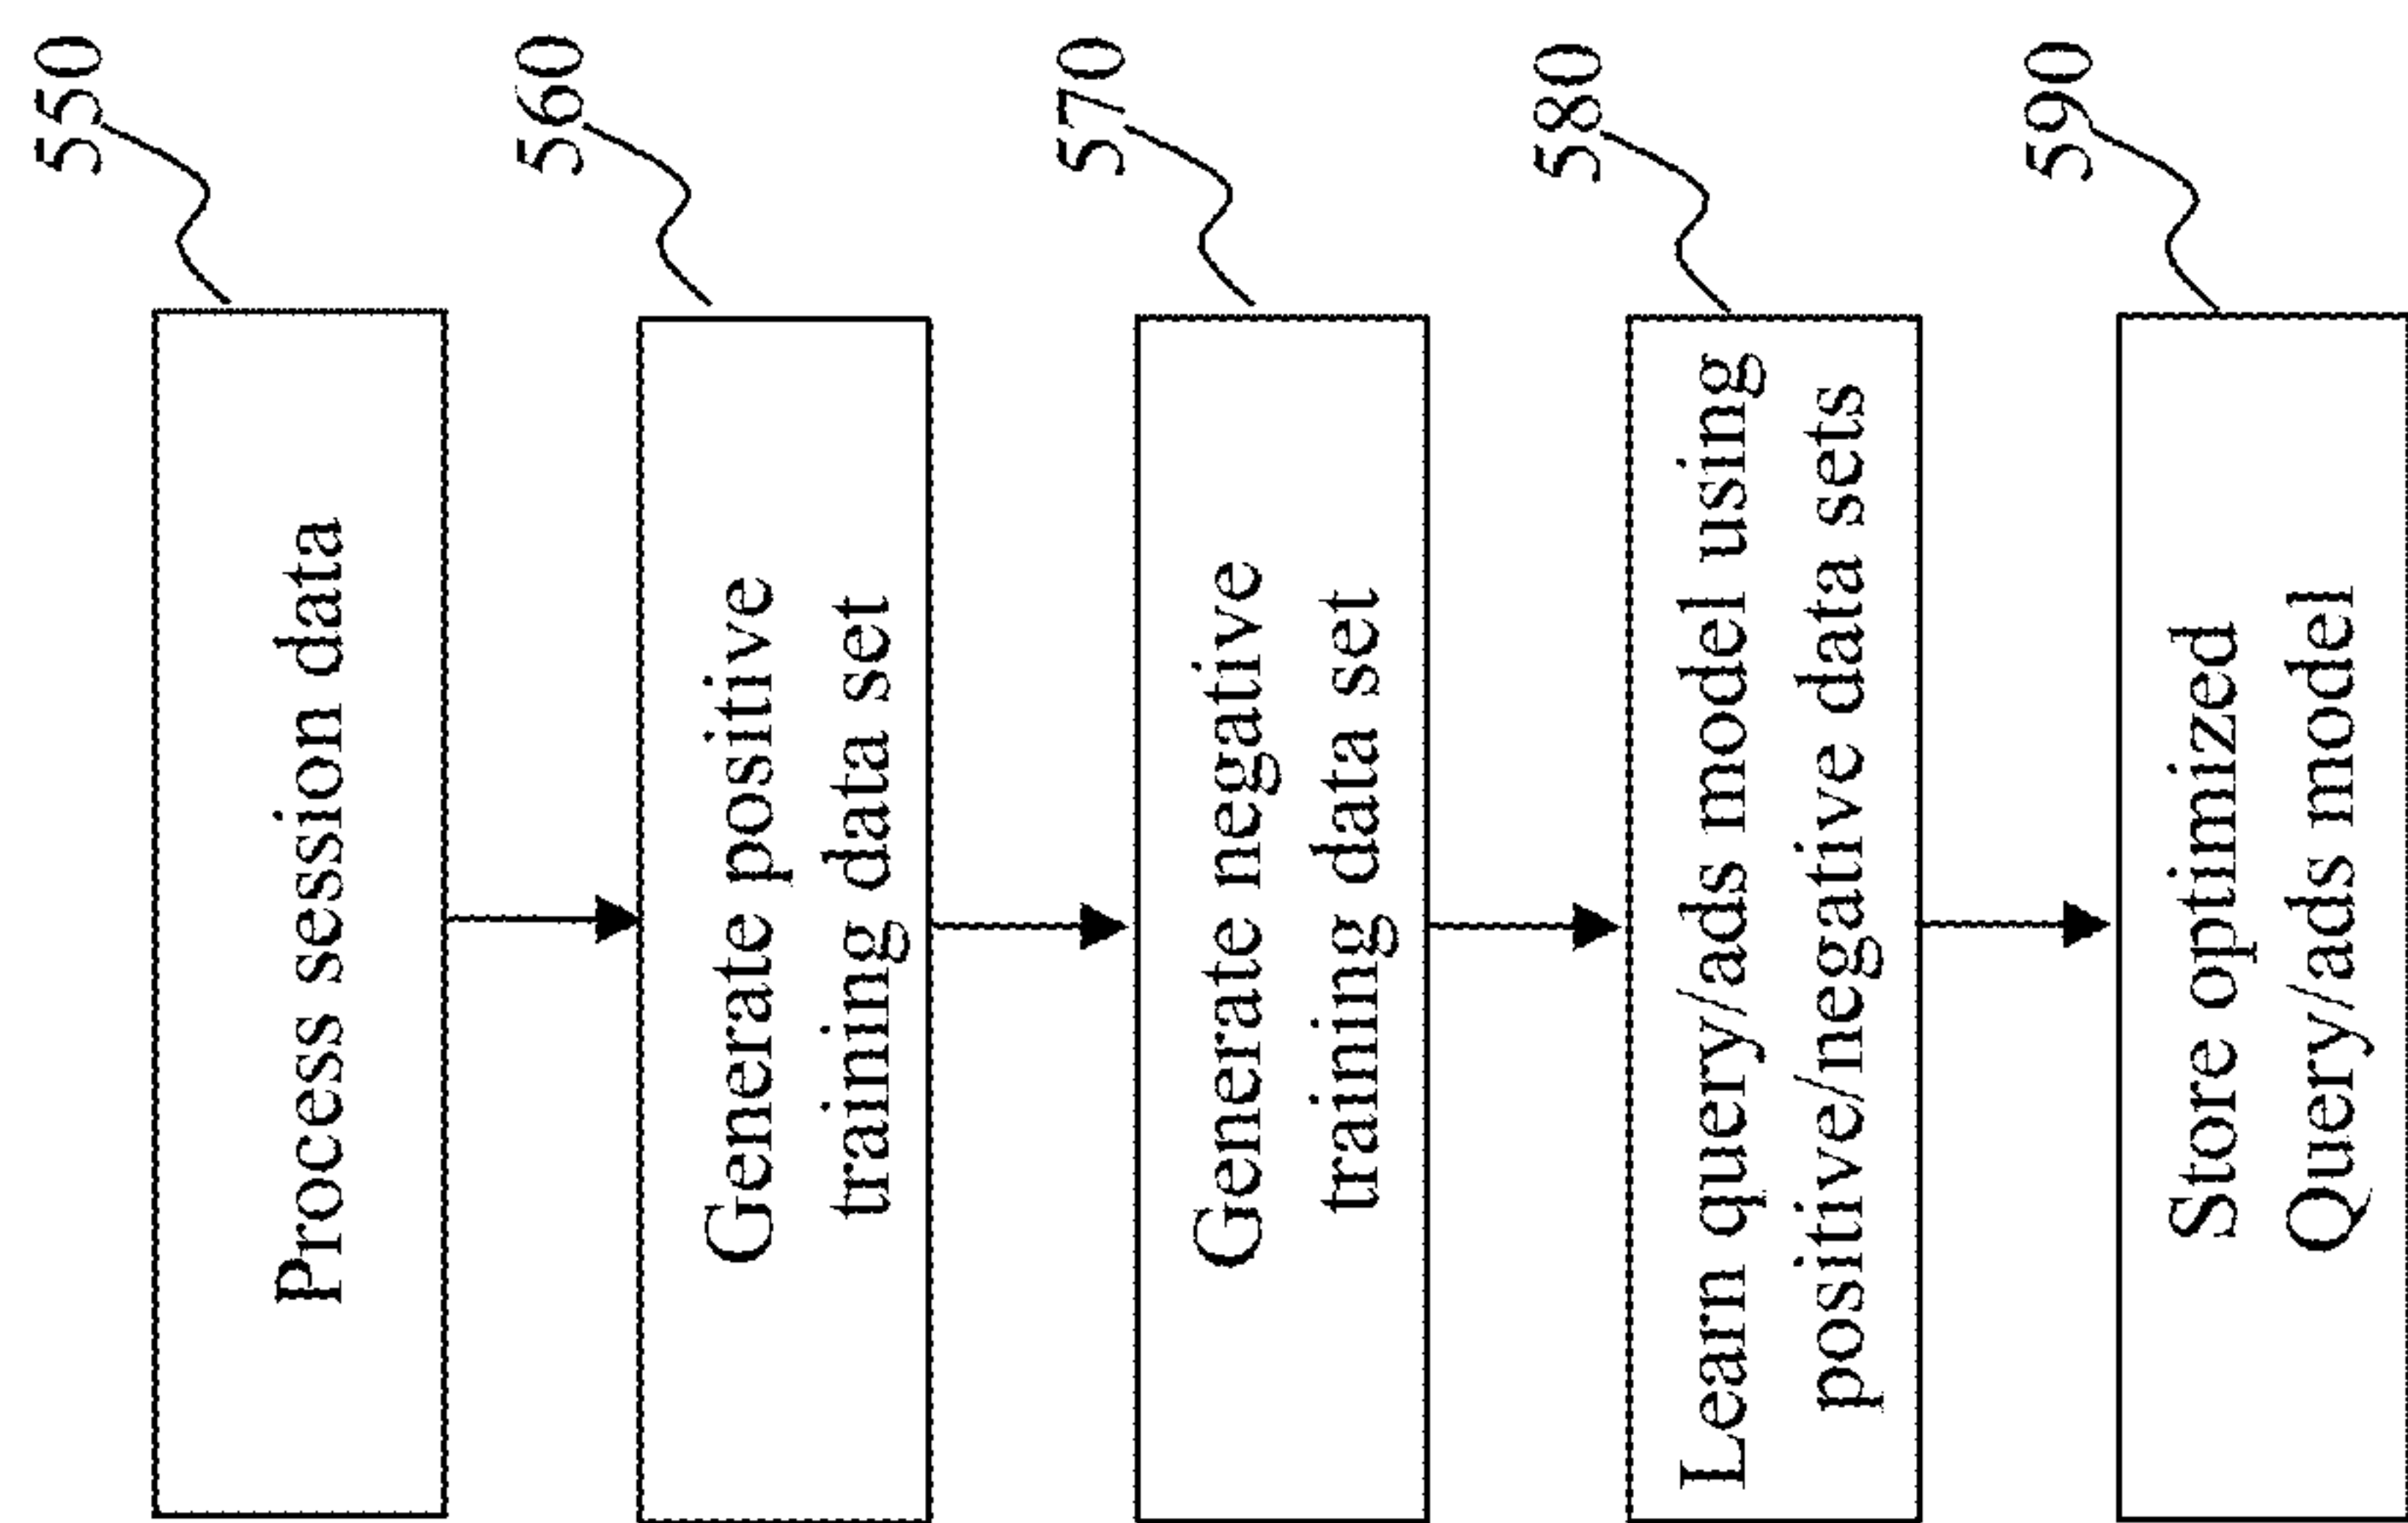 550
Process session data
560
Generate positive
training data set
570
Generate negative
training data set
580
Learn query/ads model using
positive/negative data sets
590
Store optimized
Query/ads model